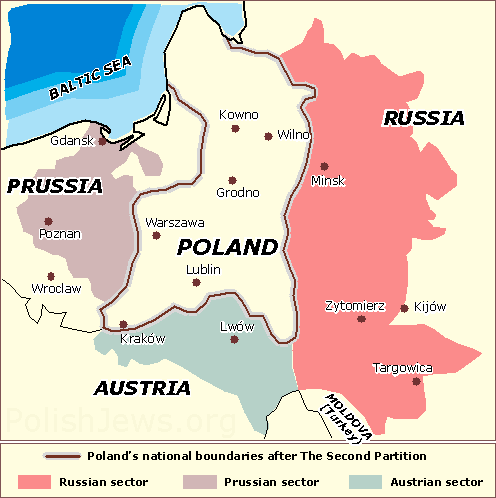 BALTIC SEA
Kowno
RUSSIA
Wilno
Gdansk
Minsk
PRUSSIA
Grodno
Poznan
Warszawa
POLAND
Lublin
Wroclaw
Zytomierz
Kijów
Kraków
Lwów
Targowica
AUSTRIA
MOLDOVA
(Turkey)
PolishJews.org
Poland's national boundaries after The Second Partition
Russian sector
Prussian sector
Austrian sector